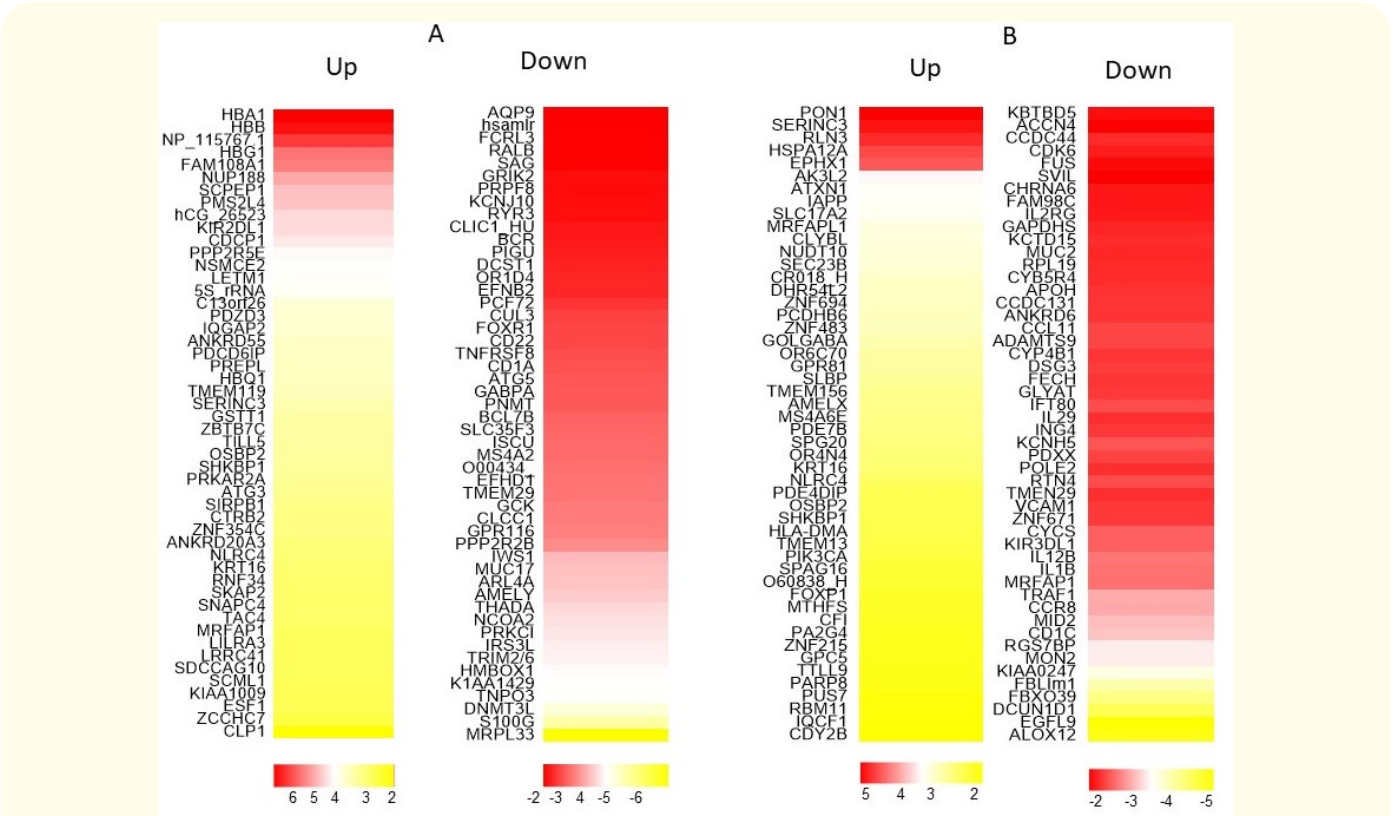 A
Up
Down
HBA1
HBB
NP_115767,1
HBG1
FAM108A1
NUP188
SCPEP1
PMS2L4
hCG_26523
KIR2DL1
CDCP1
PPP2R5E
NSMCE2
LETM1
5S_rRNA
C13orf26
PDZD3
IQGAP2
ANKRD55
PDCD6IP
PREPL
HBQ1
TMEM119
SERINC3
GSTT1
ZBTB7C
TILL5
OSBP2
SHKBP1
PRKAR2A
ATG3
SIRPB1
CTRB2
ZNF354C
ANKRD20A3
NLRC4
KRT16
RNF34
SKAP2
SNAPC4
TAC4
MRFAP1
LILRA3
LRRC41
SDCCAG10
SCML1
KIAA1009
ESF1
ZCCHC7
CLP1
6 5 4 3 2
AQP9
hsamir
FCRL3
RALB
SAG
GRIK2
PRPF8
KCNJ10
RYR3
CLIC1_HU
BCR
PIGU
DCST1
OR1D4
EFNB2
PCF72
CUL3
FOXR1
CD22
TNFRSF8
CD1A
ATG5
GABPA
PNMT
BCL7B
SLC35F3
ISCU
MS4A2
O00434_
EFHD1
TMEM29
GCK
CLCC1
GPR116
PPP2R2B
IWS1
MUC17
ARL4A
AMELY
THADA
NCOA2
PRKCI
IRS3L
TRIM2/6
HMBOX1
K1AA1429
TNPO3
DNMT3L
S100G
MRPL33
-2 -3 4 -5 -6
B
Up
Down
PON1
SERINC3
RLN3
HSPA12A
EPHX1
AK3L2
ATXN1
IAPP
SLC17A2
MRFAPL1
CLYBL
NUDT10
SEC23B
CR018_H
DHR54L2
ZNF694
PCDHB6
ZNF483
GOLGABA
OR6C70
GPR81
SLBP
TMEM156
AMELX
MS4A6E
PDE7B
SPG20
OR4N4
KRT16
NLRC4
PDE4DIP
OSBP2
SHKBP1
HLA-DMA
TMEM13
PIK3CA
SPAG16
O60838_H
FOXP1
MTHFS
CFI
PA2G4
ZNF215
GPC5
TTLL9
PARP8
PUS7
RBM11
IQCF1
CDY2B
5 4 3 2
KBTBD5
ACCN4
CCDC44
CDK6
FUS
SVIL
CHRNA6
FAM98C
IL2RG
GAPDHS
KCTD15
MUC2
RPL19
CYB5R4
APOH
CCDC131
ANKRD6
CCL11
ADAMTS9
CYP4B1
DSG3
FECH
GLYAT
IFT80
IL29
ING4
KCNH5
PDXX
POLE2
RTN4
TMEN29
VCAM1
ZNF671
CYCS
KIR3DL1
IL12B
IL1B
MRFAP1
TRAF1
CCR8
MID2
CD1C
RGS7BP
MON2
KIAA0247
FBLIm1
FBXO39
DCUN1D1
EGFL9
ALOX12
-2 -3 -4 -5